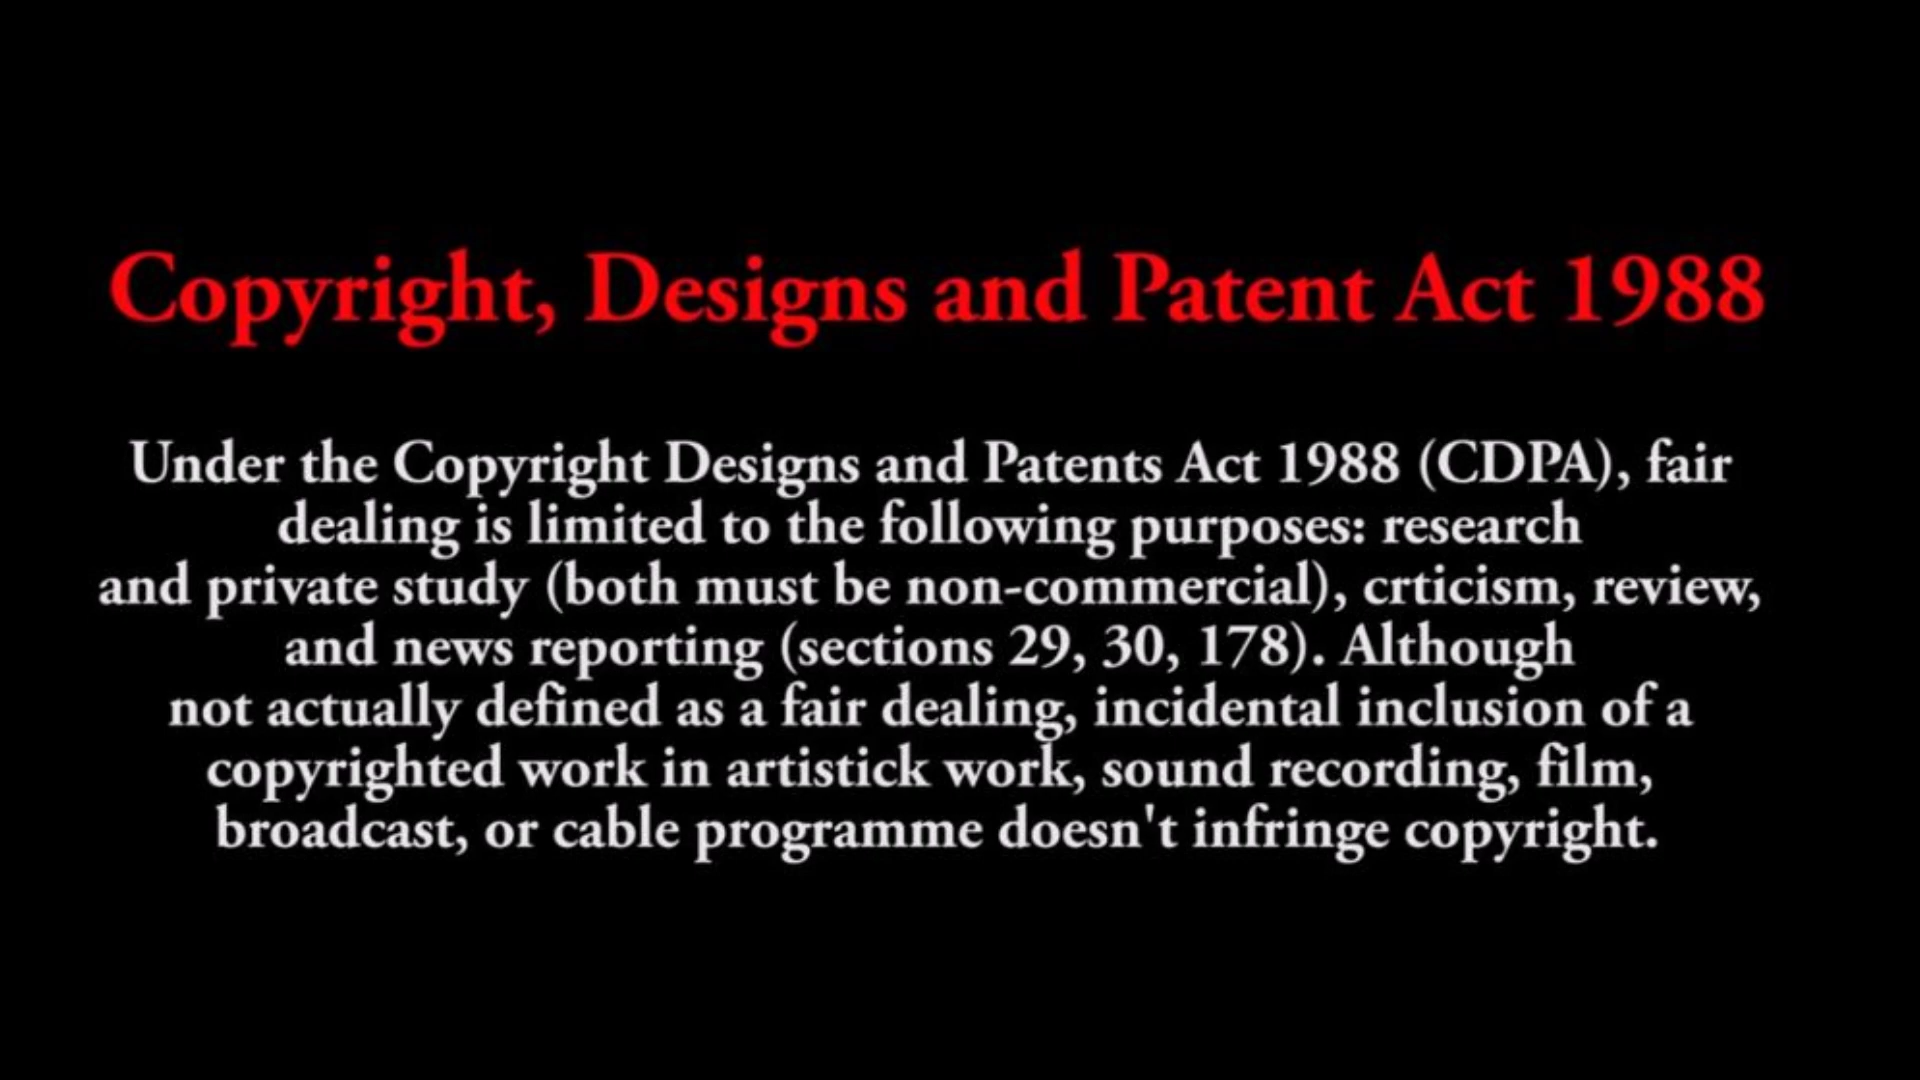 Copyright, Designs and Patent Act 1988
Under the Copyright Designs and Patents Act 1988 (CDPA), fair
dealing is limited to the following purposes: research
and private study (both must be non-commercial), crticism, review,
and news reporting (sections 29, 30, 178). Although
not actually defined as a fair dealing, incidental inclusion of a
copyrighted work in artistick work, sound recording, film,
broadcast, or cable programme doesn't infringe copyright.